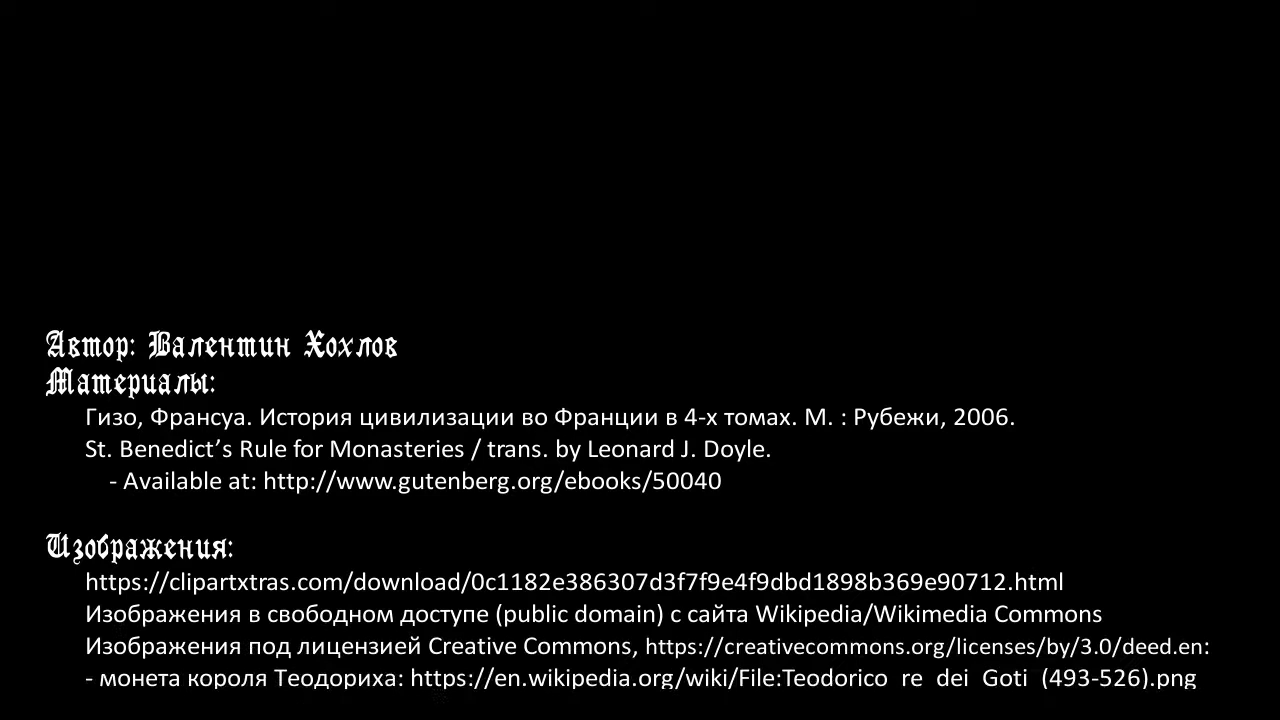 Автор: Валентин Хохлов
Материалы:
Гизо, Франсуа. История цивилизации во Франции в 4-х томах. М. : Рубежи, 2006.
St. Benedict’s Rule for Monasteries / trans. by Leonard J. Doyle.
- Available at: http://www.gutenberg.org/ebooks/50040
Изображения:
https://clipartxtras.com/download/0c1182e386307d3f7f9e4f9dbd1898b369e90712.html
Изображения в свободном доступе (public domain) с сайта Wikipedia/Wikimedia Commons
Изображения под лицензией Creative Commons, https://creativecommons.org/licenses/by/3.0/deed.en:
- монета короля Теодориха: https://en.wikipedia.org/wiki/File:Teodorico_re_dei_Goti_(493-526).png